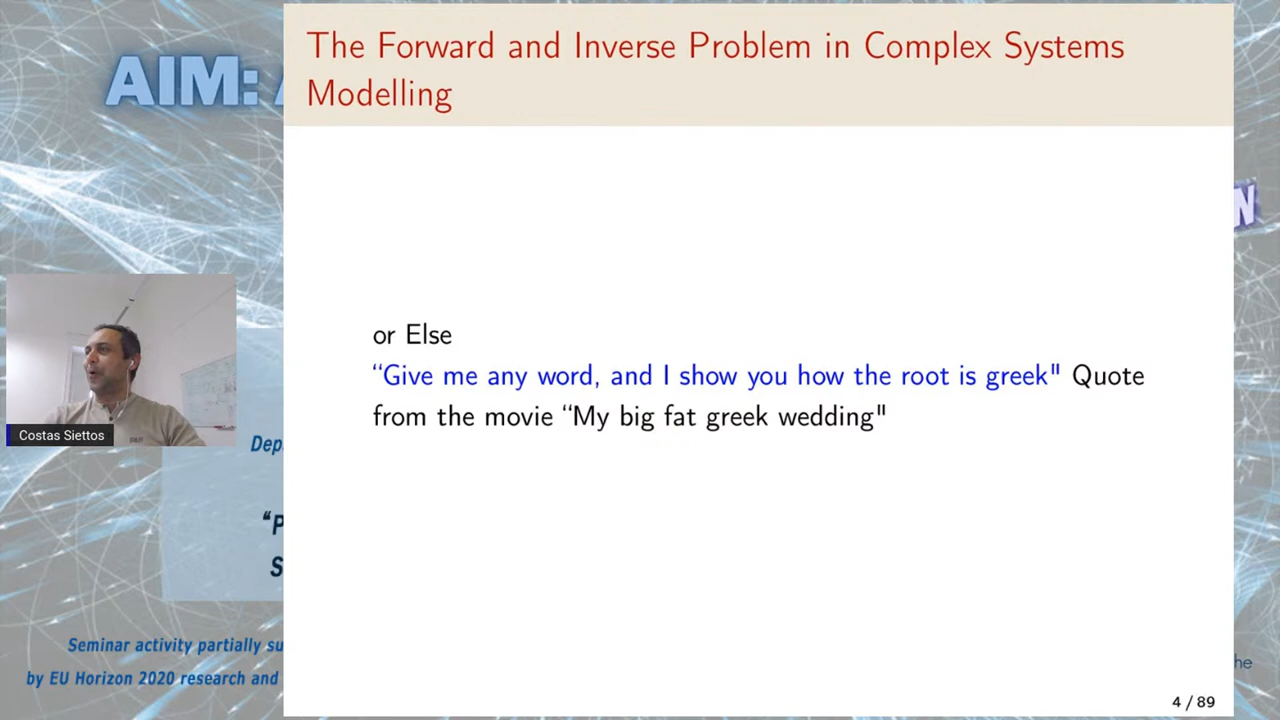 The Forward and Inverse Problem in Complex Systems
Modelling
AIM:
N
or Else
“Give me any word, and I show you how the root is greek" Quote
from the movie “My big fat greek wedding"
Costas Siettos
Seminar activity partially
by EU Horizon 2020 research and
4 / 89